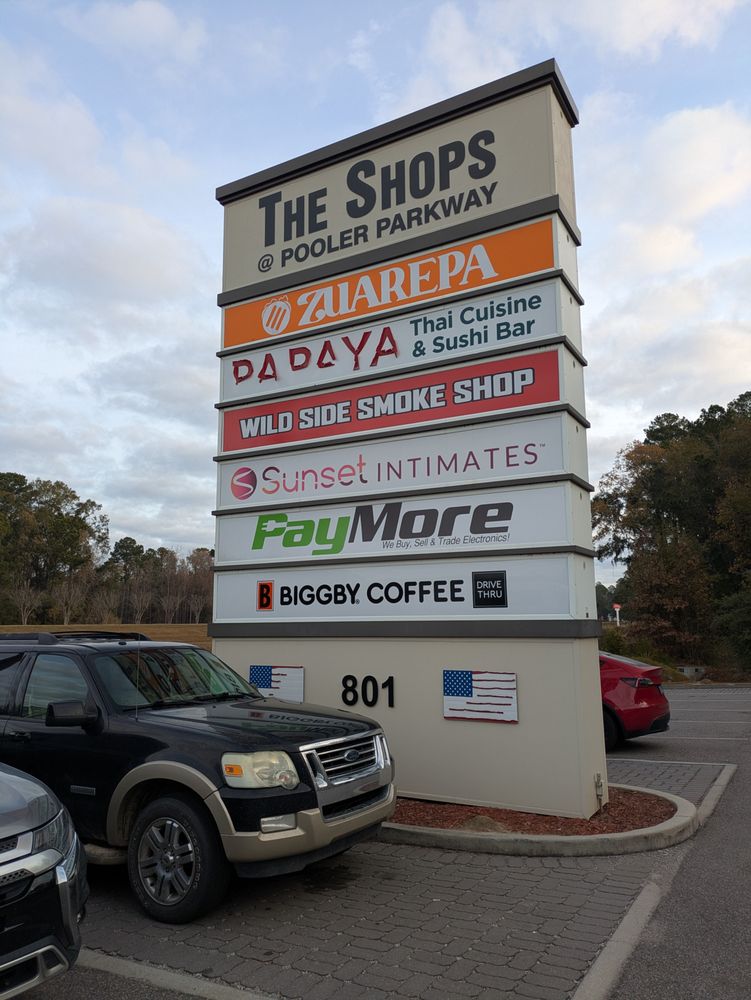 THE SHOPS
@ POOLER PARKWAY
ZUAREPA
PAPAYA Thai Cuisine
& Sushi Bar
WILD SIDE SMOKE SHOP
Sunset INTIMATES™
PayMore
We Buy, Sell & Trade Electronics!
B BIGGBY® COFFEE DRIVE
THRU
801